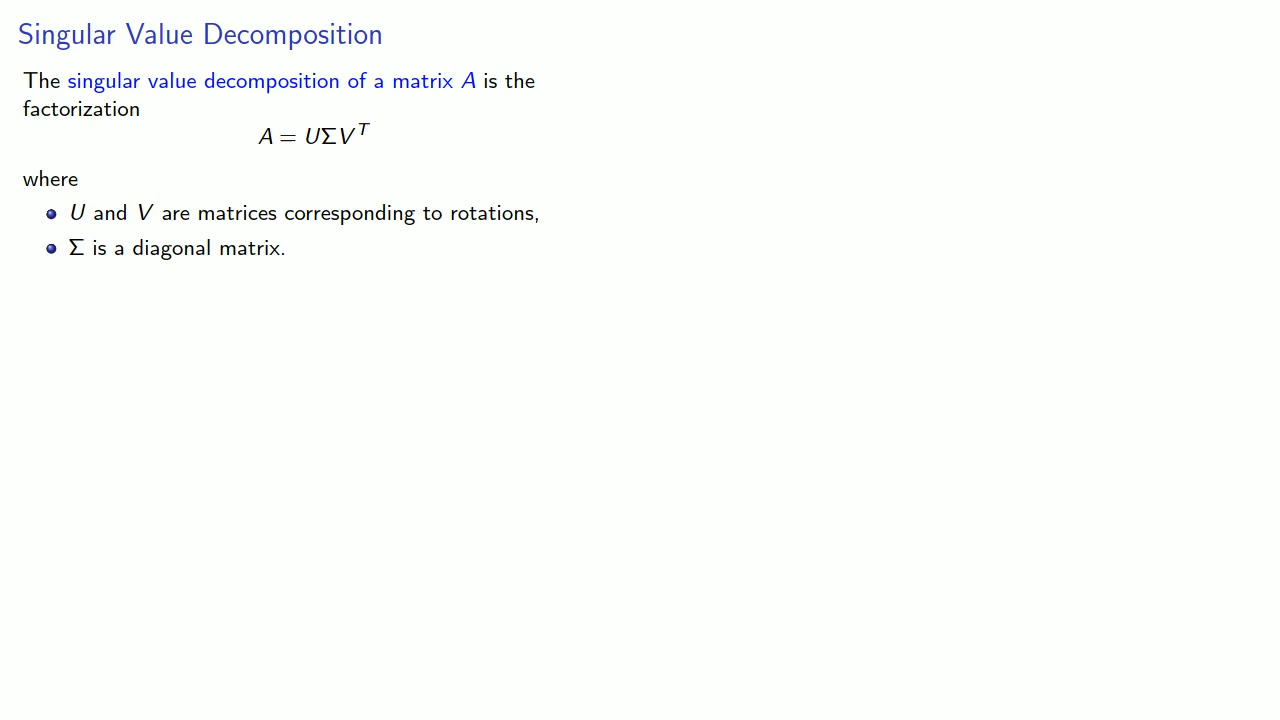 Singular Value Decomposition
The singular value decomposition of a matrix A is the
factorization
A = UΣVᵀ
where
U and V are matrices corresponding to rotations,
Σ is a diagonal matrix.